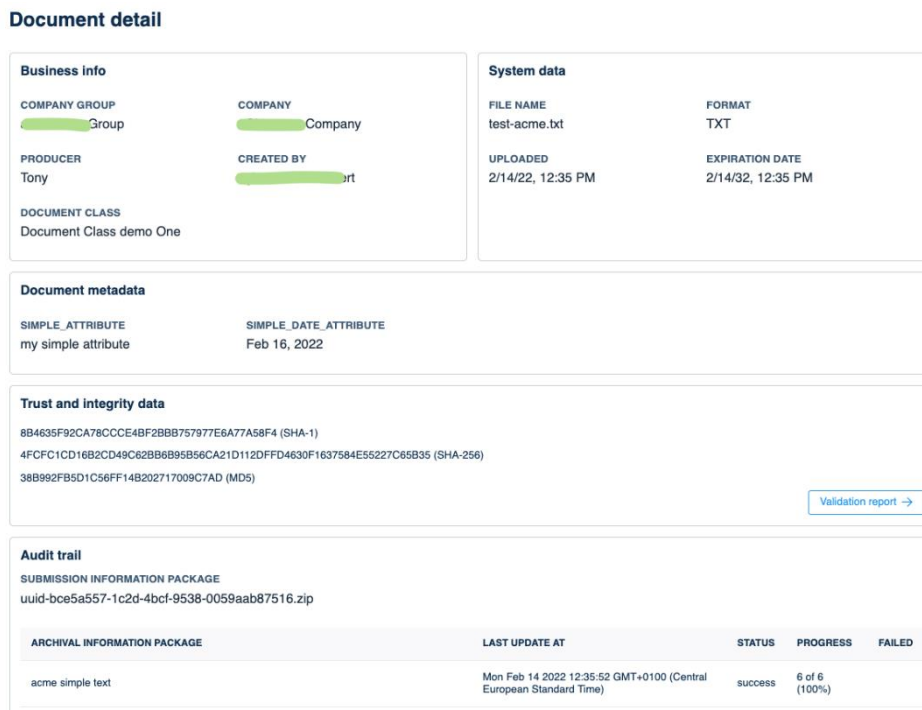 Document detail
Business info
COMPANY GROUP COMPANY
Group Company
PRODUCER CREATED BY
Tony ert
DOCUMENT CLASS
Document Class demo One
System data
FILE NAME FORMAT
test-acme.txt TXT
UPLOADED EXPIRATION DATE
2/14/22, 12:35 PM 2/14/32, 12:35 PM
Document metadata
SIMPLE_ATTRIBUTE SIMPLE_DATE_ATTRIBUTE
my simple attribute Feb 16, 2022
Trust and integrity data
8B4635F92CA78CCCE4BF2BBB757977E6A77A58F4 (SHA-1)
4FCFC1CD16B2CD49C62BB6B95B56CA21D112DFFD4630F1637584E55227C65B35 (SHA-256)
38B992FB5D1C56FF14B202717009C7AD (MD5)
Validation report →
Audit trail
SUBMISSION INFORMATION PACKAGE
uuid-bce5a557-1c2d-4bcf-9538-0059aab87516.zip
ARCHIVAL INFORMATION PACKAGE LAST UPDATE AT STATUS PROGRESS FAILED
acme simple text Mon Feb 14 2022 12:35:52 GMT+0100 (Central success 6 of 6
European Standard Time) (100%)